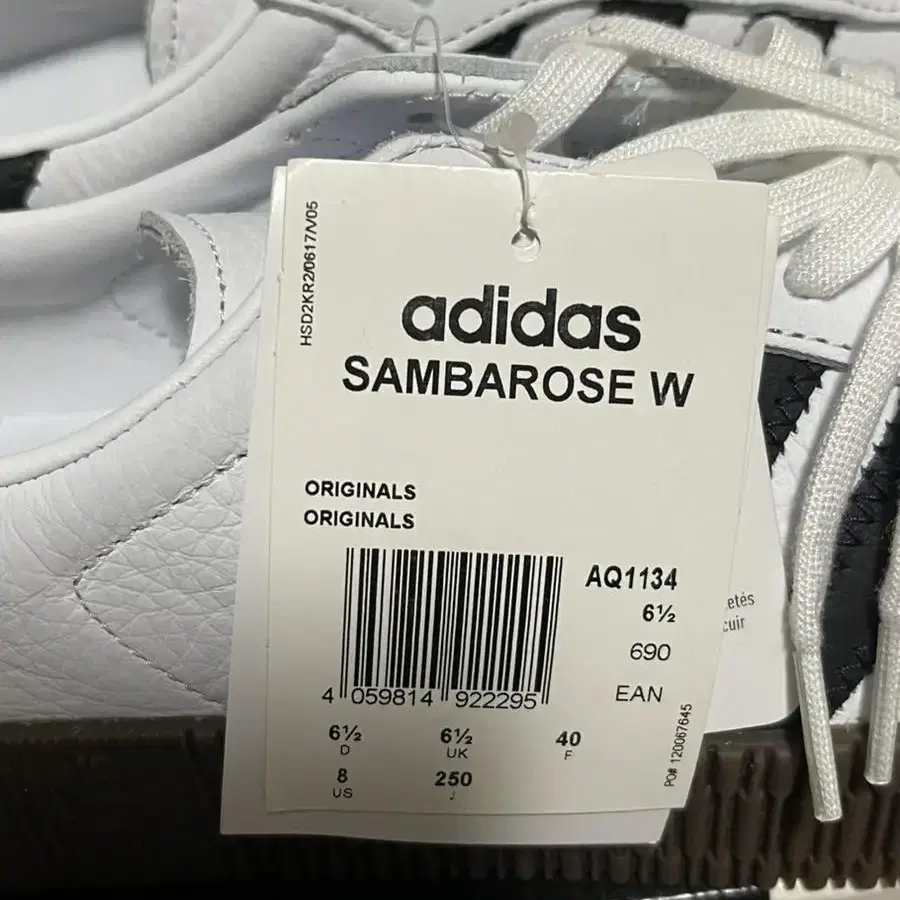 HSD2KR2/0617/V05
adidas
SAMBAROSE W
ORIGINALS
ORIGINALS
AQ1134
6½
690
EAN
4 059814 922295
6½ 6½ 40
D UK F
8 250
US J
PO# 120067645
etés
cuir